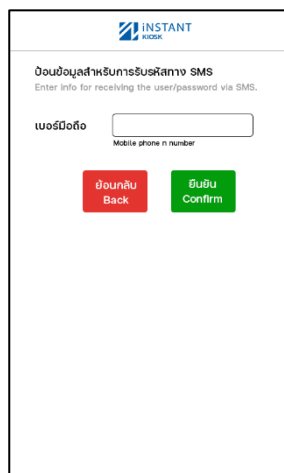 iNSTANT
KIOSK
ป้อนข้อมูลสำหรับการรับรหัสทาง SMS
Enter info for receiving the user/password via SMS.
เบอร์มือถือ
Mobile phone n number
ย้อนกลับ
Back
ยืนยัน
Confirm